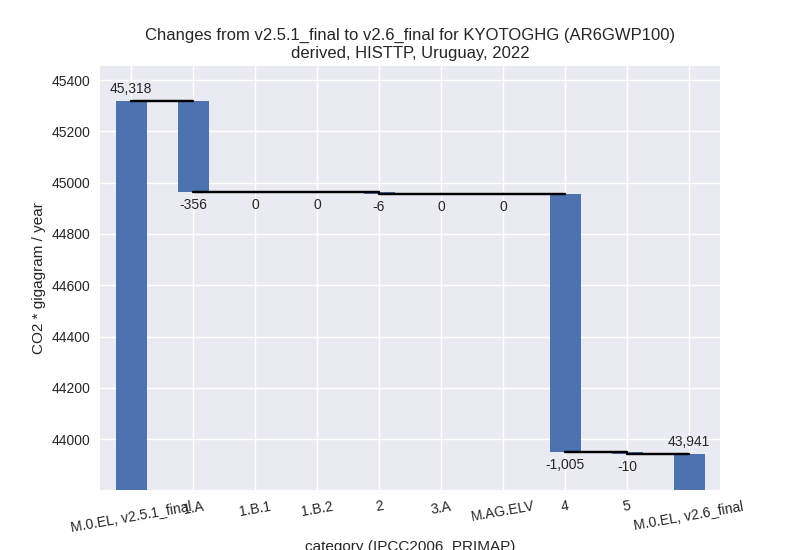 Changes from v2.5.1_final to v2.6_final for KYOTOGHG (AR6GWP100)
derived, HISTTP, Uruguay, 2022
CO2 * gigagram / year
45400
45200
45000
44800
44600
44400
44200
44000
45,318
-356
0
0
-6
0
0
-1,005
-10
43,941
M.0.EL, v2.5.1_final
1.A
1.B.1
1.B.2
2
3.A
M.AG.ELV
4
5
M.0.EL, v2.6_final
category (IPCC2006_PRIMAP)